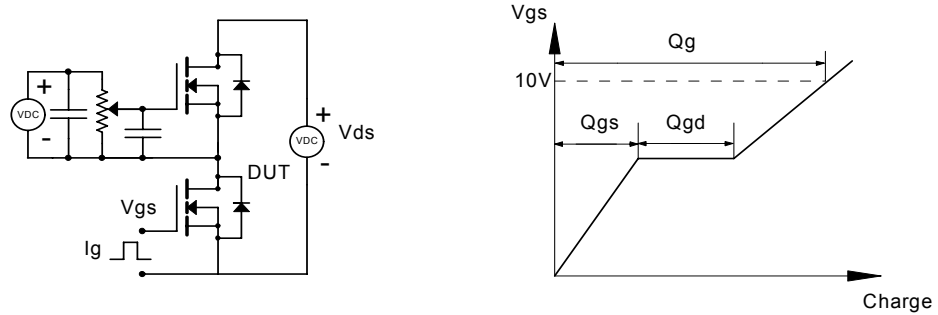 +
VDC
-
Vgs
Ig
DUT
+
VDC
-
Vds
Vgs
Qg
10V
Qgs
Qgd
Charge